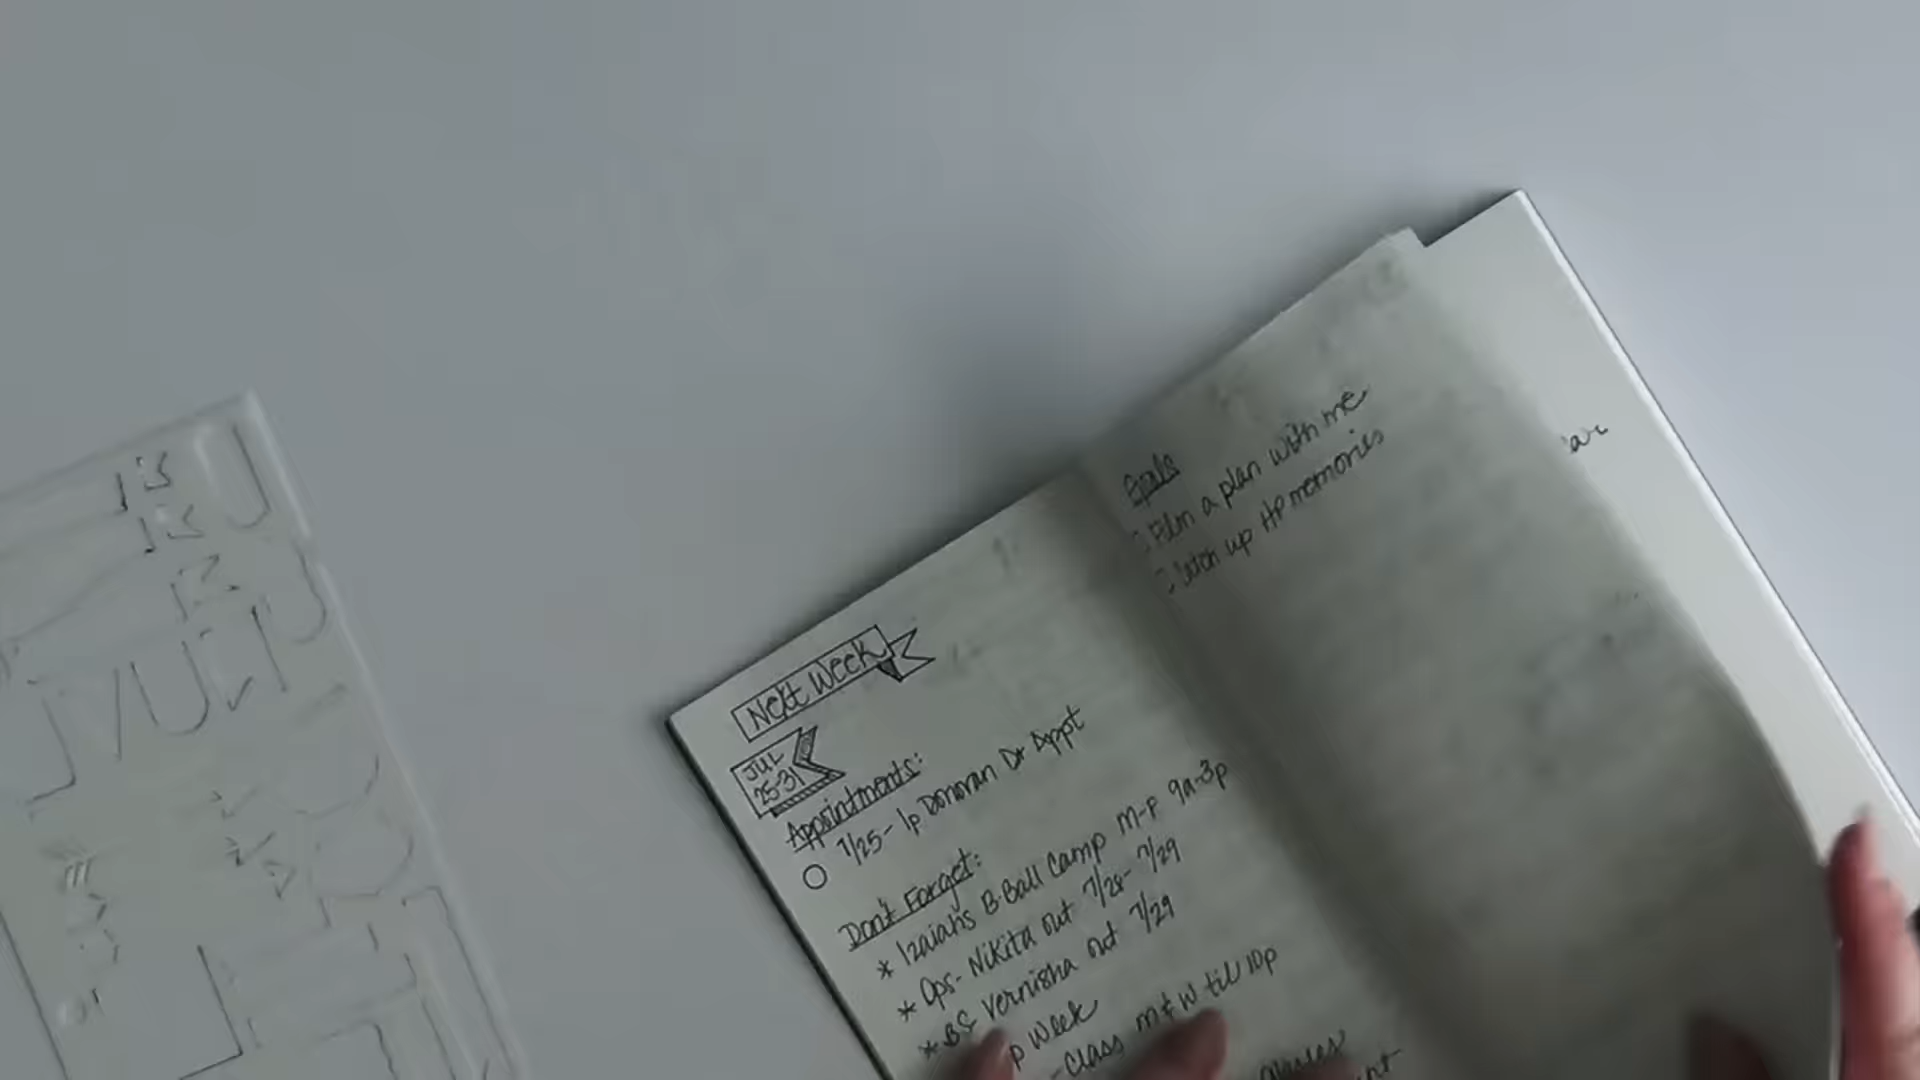 Next Week
JUL
25-31
Appointments:
7/25- 1p Donovan Dr Appt
Don't Forget:
* Izaiah's B-Ball Camp M-F 9a-3p
* Ops- Nikita out 7/28- 7/29
* BS Vernisha out 7/29
p Week
-Class M & W till 10p
Goals
Film a plan with me
Catch up HP memories